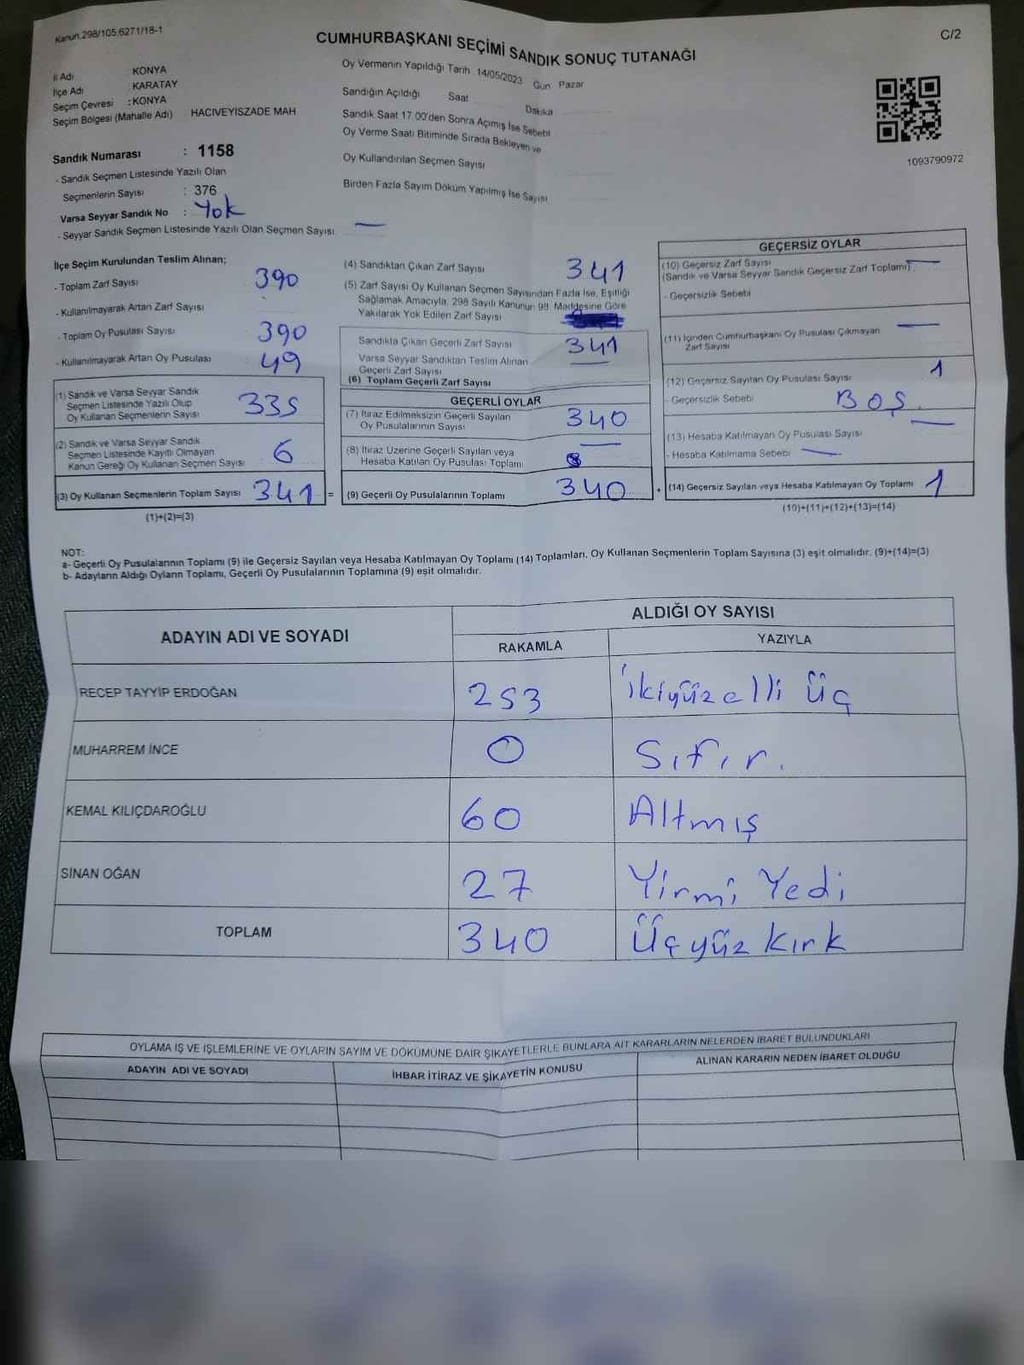 Kanun.298/105.6271/18-1
C/2
CUMHURBAŞKANI SEÇİMİ SANDIK SONUÇ TUTANAĞI
İl Adı : KONYA
İlçe Adı : KARATAY
Seçim Çevresi : KONYA
Seçim Bölgesi (Mahalle Adı) HACIVEYISZADE MAH
Oy Vermenin Yapıldığı Tarih 14/05/2023 Gün Pazar
Sandığın Açıldığı Saat Dakika
Sandık Saat 17.00'den Sonra Açımış İse Sebebi
Oy Verme Saati Bitiminde Sırada Bekleyen ve
Oy Kullandırılan Seçmen Sayısı
Birden Fazla Sayım Döküm Yapılmış İse Sayısı
1093790972
Sandık Numarası : 1158
- Sandık Seçmen Listesinde Yazılı Olan
Seçmenlerin Sayısı : 376
Varsa Seyyar Sandık No : Yok
- Seyyar Sandık Seçmen Listesinde Yazılı Olan Seçmen Sayısı —
İlçe Seçim Kurulundan Teslim Alınan;
- Toplam Zarf Sayısı 390
- Kullanılmayarak Artan Zarf Sayısı
- Toplam Oy Pusulası Sayısı 390
- Kullanılmayarak Artan Oy Pusulası 49
(1) Sandık ve Varsa Seyyar Sandık
Seçmen Listesinde Yazılı Olup
Oy Kullanan Seçmenlerin Sayısı 335
(2) Sandık ve Varsa Seyyar Sandık
Seçmen Listesinde Kayıtlı Olmayan
Kanun Gereği Oy Kullanan Seçmen Sayısı 6
(3) Oy Kullanan Seçmenlerin Toplam Sayısı 341 =
(1)+(2)=(3)
(4) Sandıktan Çıkan Zarf Sayısı 341
(5) Zarf Sayısı Oy Kullanan Seçmen Sayısından Fazla İse, Eşitliği
Sağlamak Amacıyla, 298 Sayılı Kanunun 98. Maddesine Göre
Yakılarak Yok Edilen Zarf Sayısı
Sandıkta Çıkan Geçerli Zarf Sayısı 341
Varsa Seyyar Sandıktan Teslim Alınan
Geçerli Zarf Sayısı —
(6) Toplam Geçerli Zarf Sayısı
GEÇERLİ OYLAR
(7) İtiraz Edilmeksizin Geçerli Sayılan
Oy Pusulasının Sayısı 340
(8) İtiraz Üzerine Geçerli Sayılan veya
Hesaba Katılan Oy Pusulası Toplamı —
(9) Geçerli Oy Pusulalarının Toplamı 340 +
GEÇERSİZ OYLAR
(10) Geçersiz Zarf Sayısı —
(Sandık ve Varsa Seyyar Sandık Geçersiz Zarf Toplamı)
- Geçersizlik Sebebi
(11) İçinden Cumhurbaşkanı Oy Pusulası Çıkmayan
Zarf Sayısı —
(12) Geçersiz Sayılan Oy Pusulası Sayısı 1
- Geçersizlik Sebebi BOŞ
(13) Hesaba Katılmayan Oy Pusulası Sayısı —
- Hesaba Katılmama Sebebi —
(14) Geçersiz Sayılan veya Hesaba Katılmayan Oy Toplamı 1
(10)+(11)+(12)+(13)=(14)
NOT:
a- Geçerli Oy Pusulalarının Toplamı (9) ile Geçersiz Sayılan veya Hesaba Katılmayan Oy Toplamı (14) Toplamları, Oy Kullanan Seçmenlerin Toplam Sayısına (3) eşit olmalıdır. (9)+(14)=(3)
b- Adayların Aldığı Oyların Toplamı, Geçerli Oy Pusulalarının Toplamına (9) eşit olmalıdır.
ADAYIN ADI VE SOYADI
ALDIĞI OY SAYISI
RAKAMLA YAZIYLA
RECEP TAYYİP ERDOĞAN 253 ikiyüzelli üç
MUHARREM İNCE 0 Sıfır.
KEMAL KILIÇDAROĞLU 60 Altmış
SİNAN OĞAN 27 Yirmi Yedi
TOPLAM 340 Üçyüz kırk
OYLAMA İŞ VE İŞLEMLERİNE VE OYLARIN SAYIM VE DÖKÜMÜNE DAİR ŞİKAYETLERLE BUNLARA AİT KARARLARIN NELERDEN İBARET BULUNDUKLARI
ADAYIN ADI VE SOYADI İHBAR İTİRAZ VE ŞİKAYETİN KONUSU ALINAN KARARIN NEDEN İBARET OLDUĞU